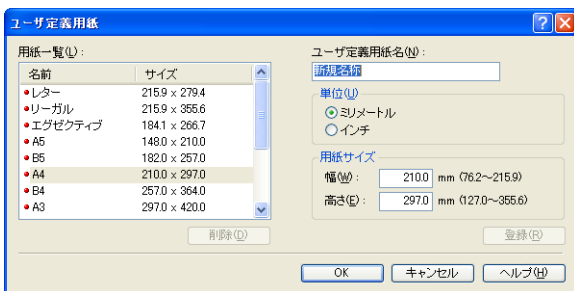 ユーザ定義用紙
用紙一覧(L):
名前 サイズ
レター 215.9 x 279.4
リーガル 215.9 x 355.6
エグゼクティブ 184.1 x 266.7
A5 148.0 x 210.0
B5 182.0 x 257.0
A4 210.0 x 297.0
B4 257.0 x 364.0
A3 297.0 x 420.0
削除(D)
ユーザ定義用紙名(N):
新規名称
単位(U)
ミリメートル
インチ
用紙サイズ
幅(W): 210.0 mm (76.2～215.9)
高さ(E): 297.0 mm (127.0～355.6)
登録(R)
OK キャンセル ヘルプ(H)